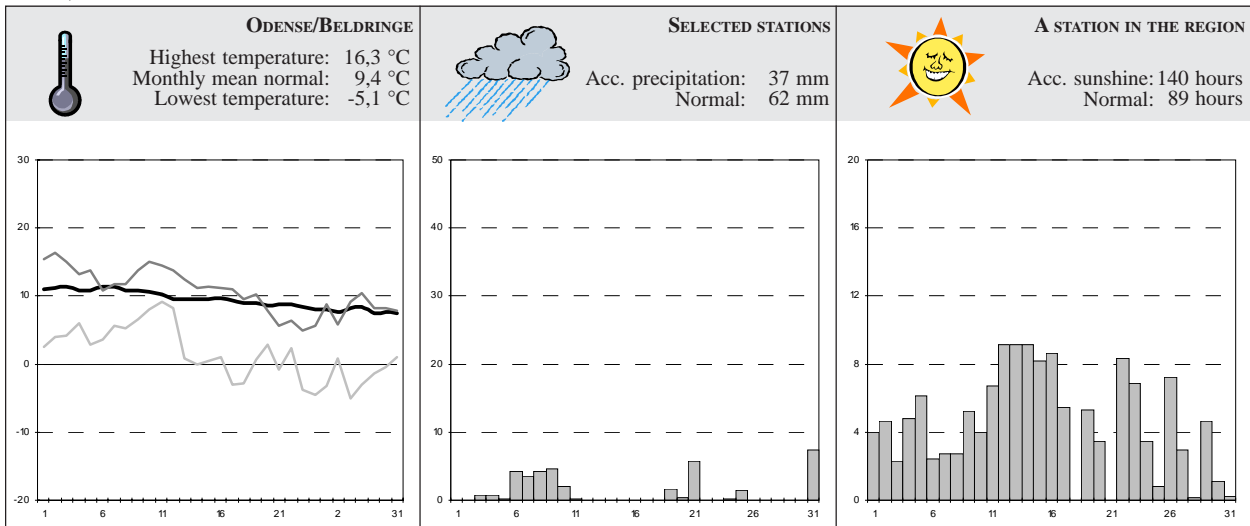 ODENSE/BELDRINGE
Highest temperature: 16,3 °C
Monthly mean normal: 9,4 °C
Lowest temperature: -5,1 °C
SELECTED STATIONS
Acc. precipitation: 37 mm
Normal: 62 mm
A STATION IN THE REGION
Acc. sunshine: 140 hours
Normal: 89 hours
30
20
10
0
-10
-20
1 6 11 16 21 2 31
50
40
30
20
10
0
1 6 11 16 21 26 31
20
16
12
8
4
0
1 6 11 16 21 26 31